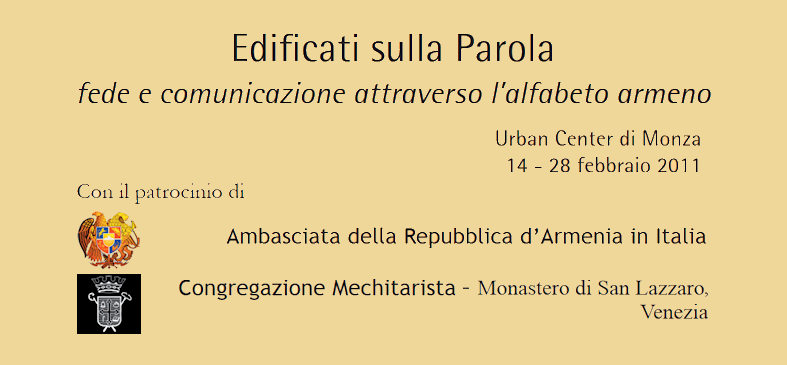 Edificati sulla Parola
fede e comunicazione attraverso l'alfabeto armeno
Urban Center di Monza
14 - 28 febbraio 2011
Con il patrocinio di
Ambasciata della Repubblica d'Armenia in Italia
Congregazione Mechitarista - Monastero di San Lazzaro,
Venezia